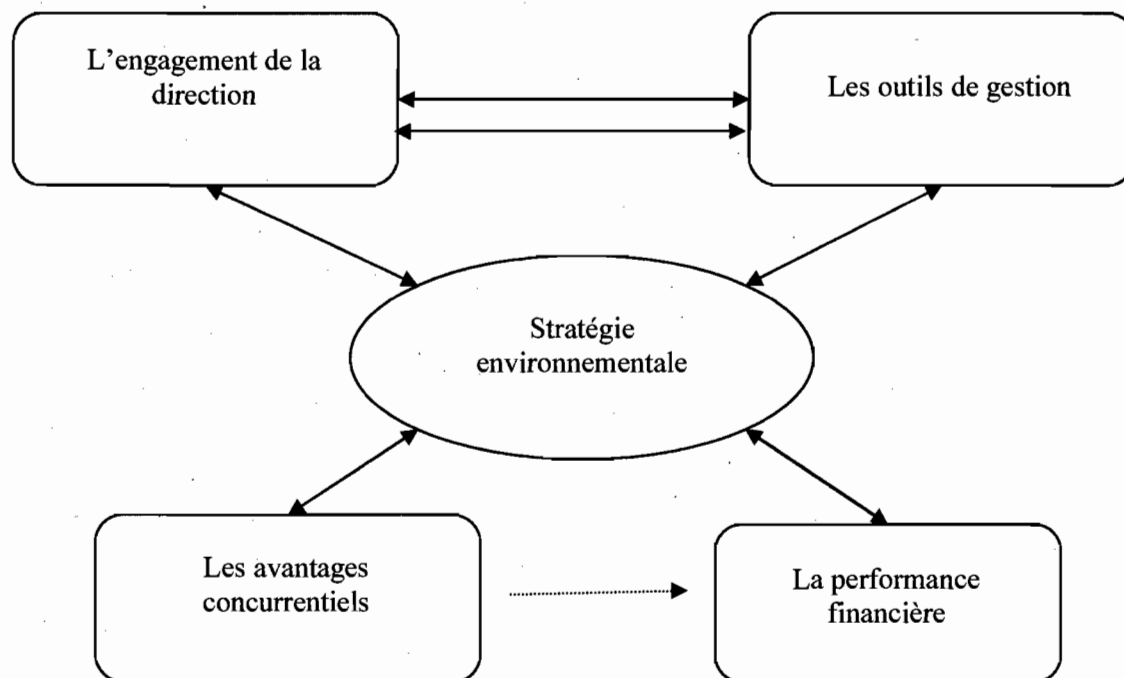 L'engagement de la
direction
Les outils de gestion
Stratégie
environnementale
Les avantages
concurrentiels
La performance
financière